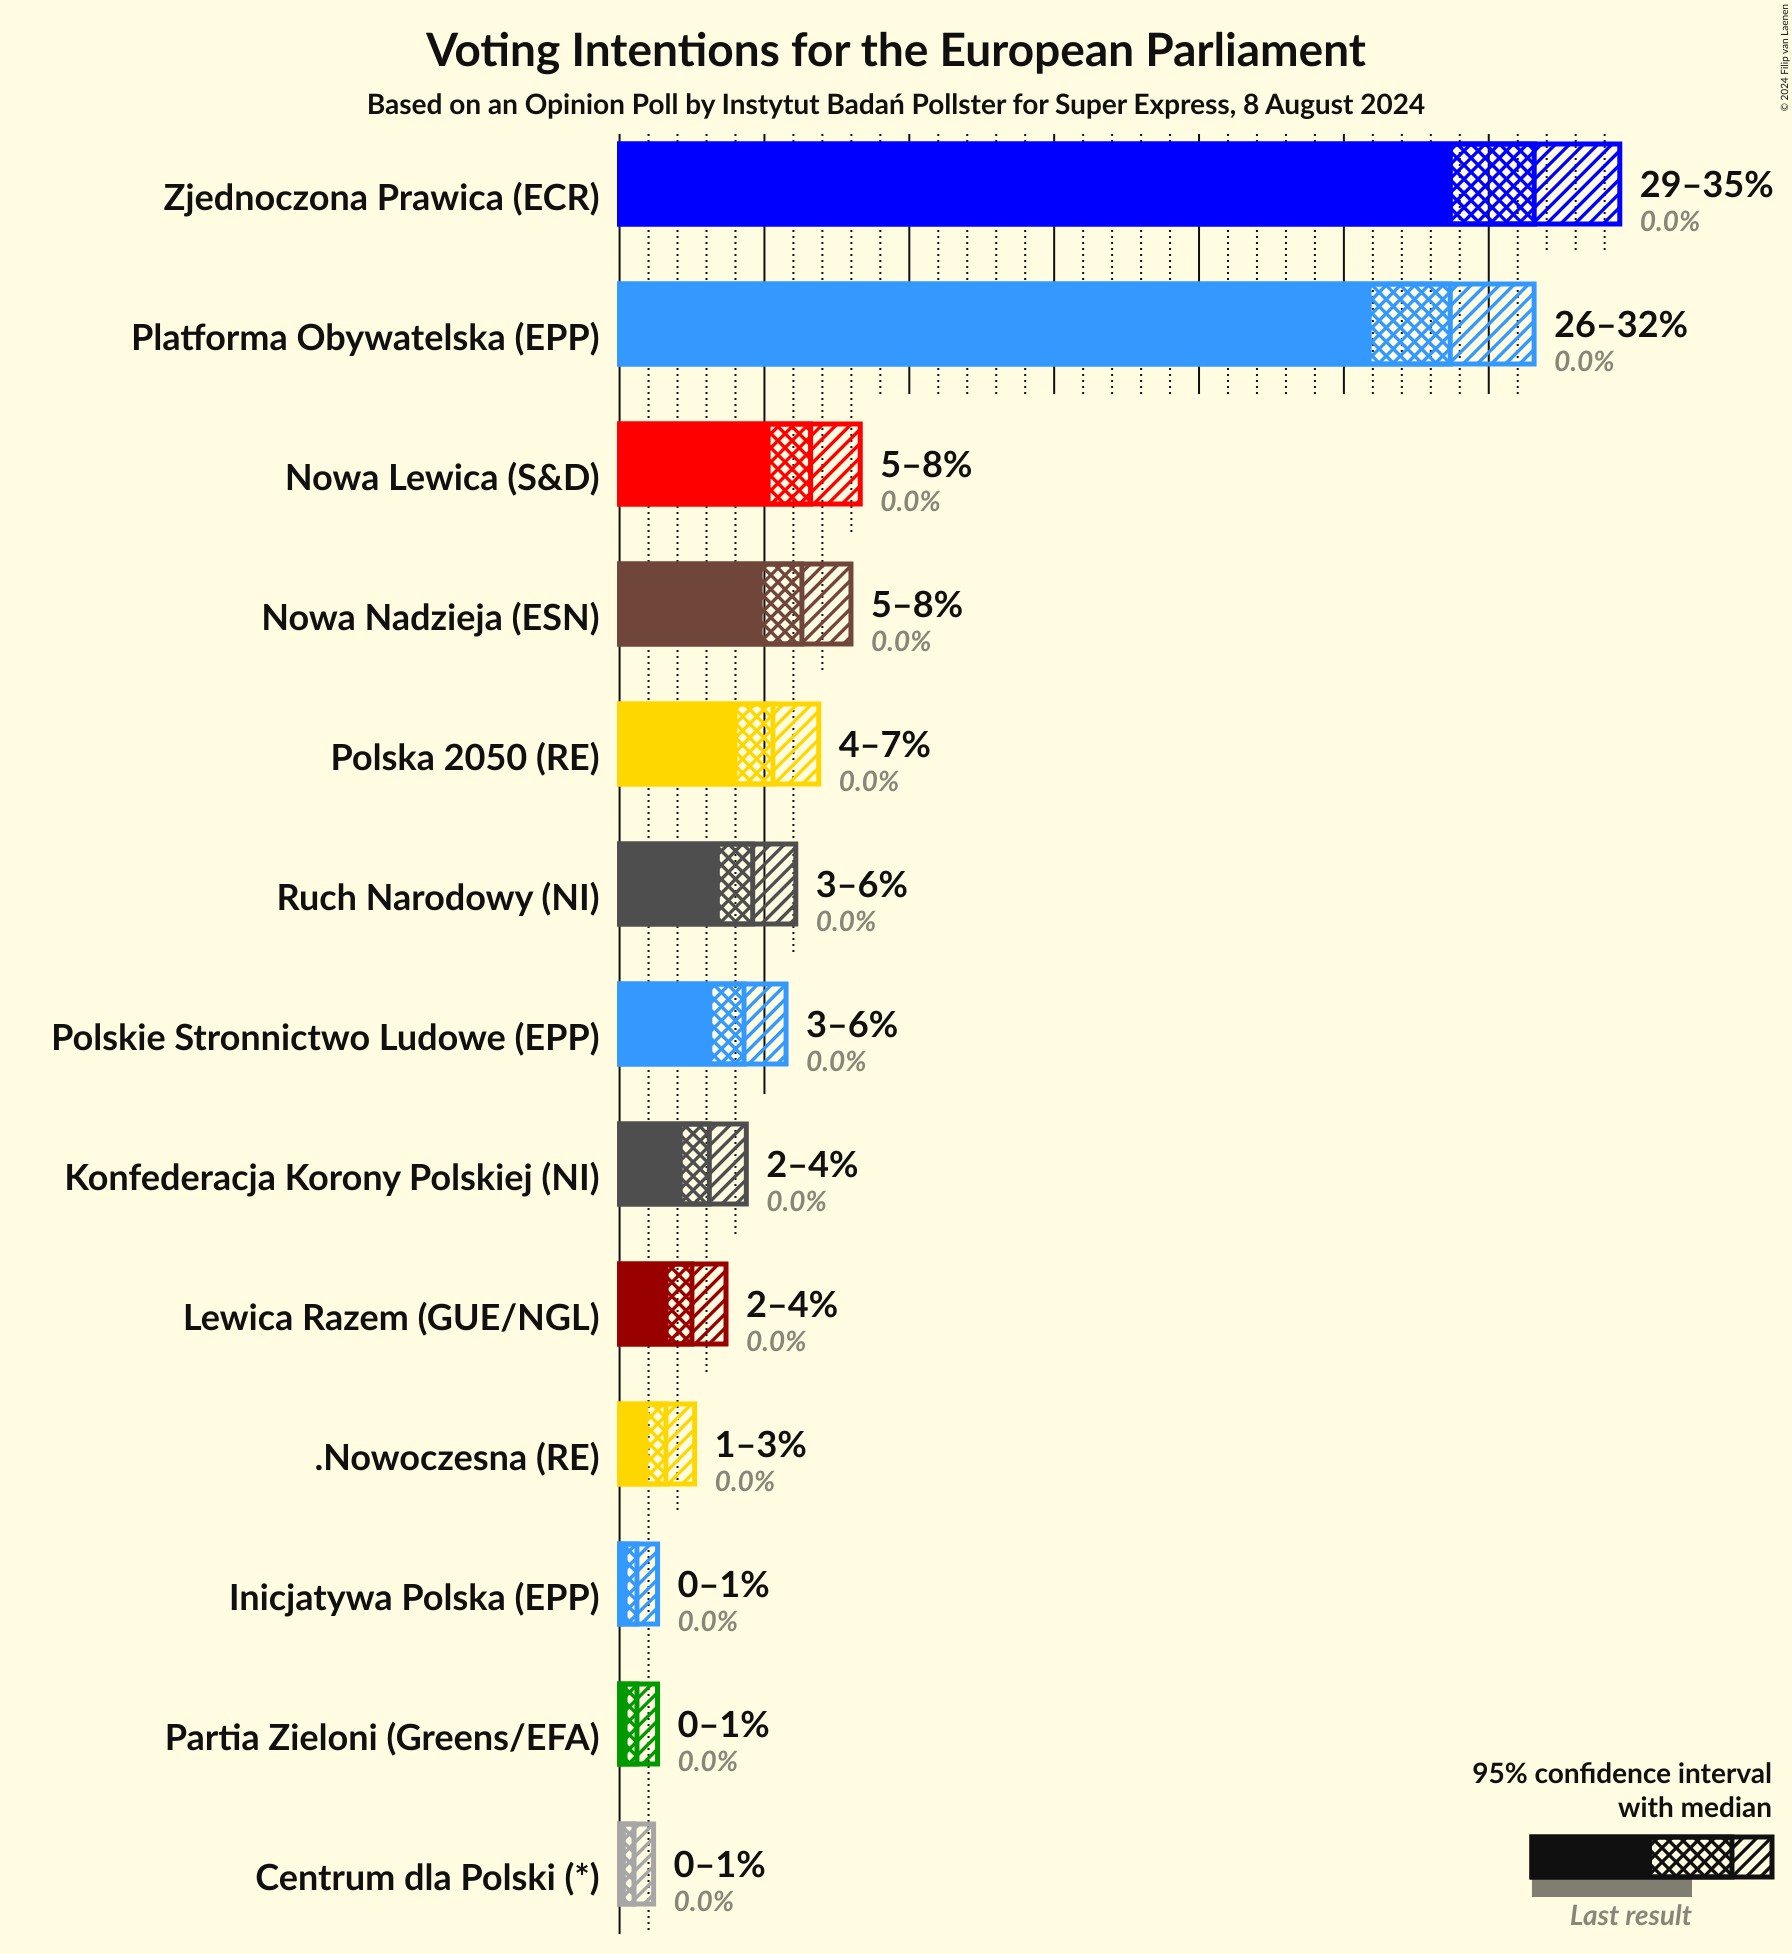 Voting Intentions for the European Parliament
Based on an Opinion Poll by Instytut Badań Pollster for Super Express, 8 August 2024
© 2024 Filip van Laenen
Zjednoczona Prawica (ECR)
29–35%
0.0%
Platforma Obywatelska (EPP)
26–32%
0.0%
Nowa Lewica (S&D)
5–8%
0.0%
Nowa Nadzieja (ESN)
5–8%
0.0%
Polska 2050 (RE)
4–7%
0.0%
Ruch Narodowy (NI)
3–6%
0.0%
Polskie Stronnictwo Ludowe (EPP)
3–6%
0.0%
Konfederacja Korony Polskiej (NI)
2–4%
0.0%
Lewica Razem (GUE/NGL)
2–4%
0.0%
.Nowoczesna (RE)
1–3%
0.0%
Inicjatywa Polska (EPP)
0–1%
0.0%
Partia Zieloni (Greens/EFA)
0–1%
0.0%
Centrum dla Polski (*)
0–1%
0.0%
95% confidence interval
with median
Last result